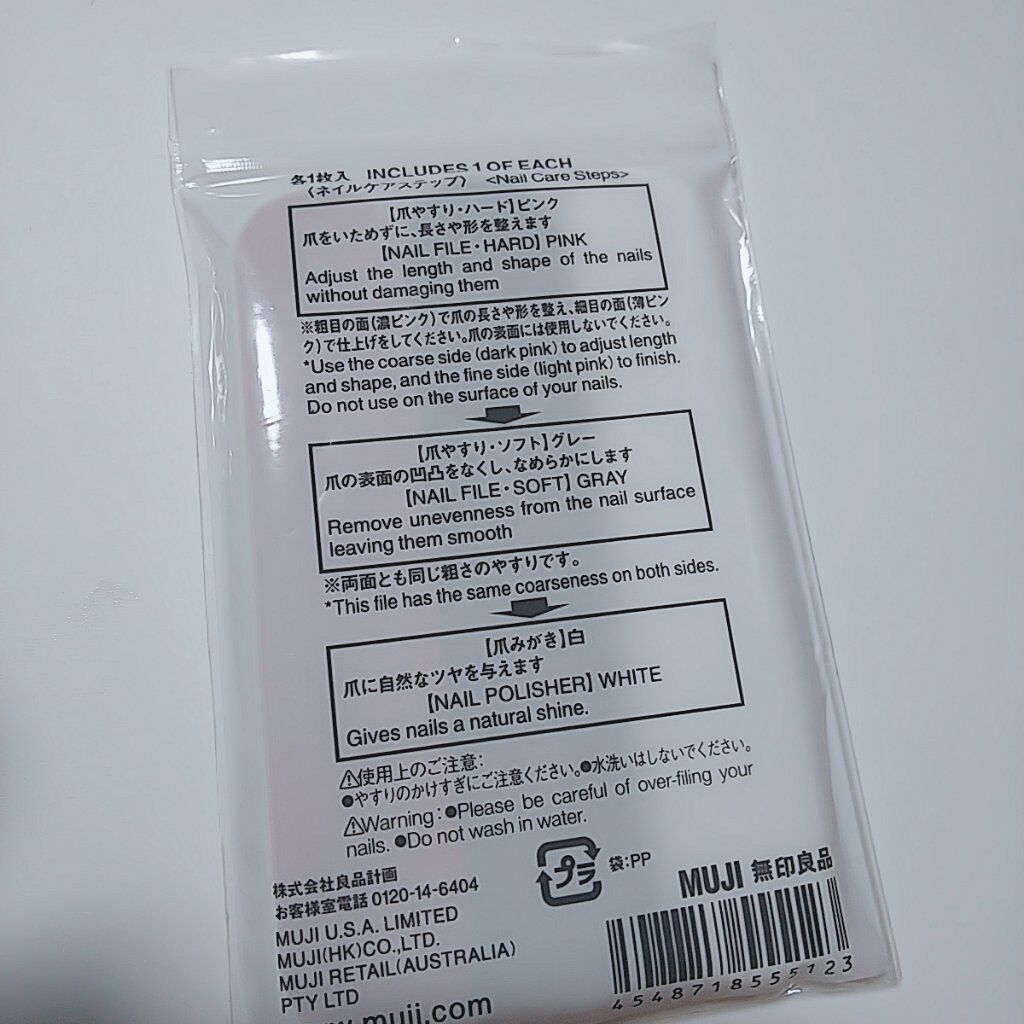 各1枚入 INCLUDES 1 OF EACH
〈ネイルケアステップ〉 <Nail Care Steps>
【爪やすり・ハード】ピンク
爪をいためずに、長さや形を整えます
【NAIL FILE・HARD】 PINK
Adjust the length and shape of the nails
without damaging them
※粗目の面(濃ピンク)で爪の長さや形を整え、細目の面(薄ピン
ク)で仕上げをしてください。爪の表面には使用しないでください。
*Use the coarse side (dark pink) to adjust length
and shape, and the fine side (light pink) to finish.
Do not use on the surface of your nails.
【爪やすり・ソフト】グレー
爪の表面の凹凸をなくし、なめらかにします
【NAIL FILE・SOFT】 GRAY
Remove unevenness from the nail surface
leaving them smooth
※両面とも同じ粗さのやすりです。
*This file has the same coarseness on both sides.
【爪みがき】白
爪に自然なツヤを与えます
【NAIL POLISHER】 WHITE
Gives nails a natural shine.
⚠使用上のご注意:
●やすりのかけすぎにご注意ください。●水洗いはしないでください。
⚠Warning: ●Please be careful of over-filing your
nails. ●Do not wash in water.
プラ 袋:PP
株式会社良品計画
お客様室電話 0120-14-6404
MUJI U.S.A. LIMITED
MUJI(HK)CO.,LTD.
MUJI RETAIL(AUSTRALIA)
PTY LTD
www.muji.com
MUJI 無印良品
4548718555123